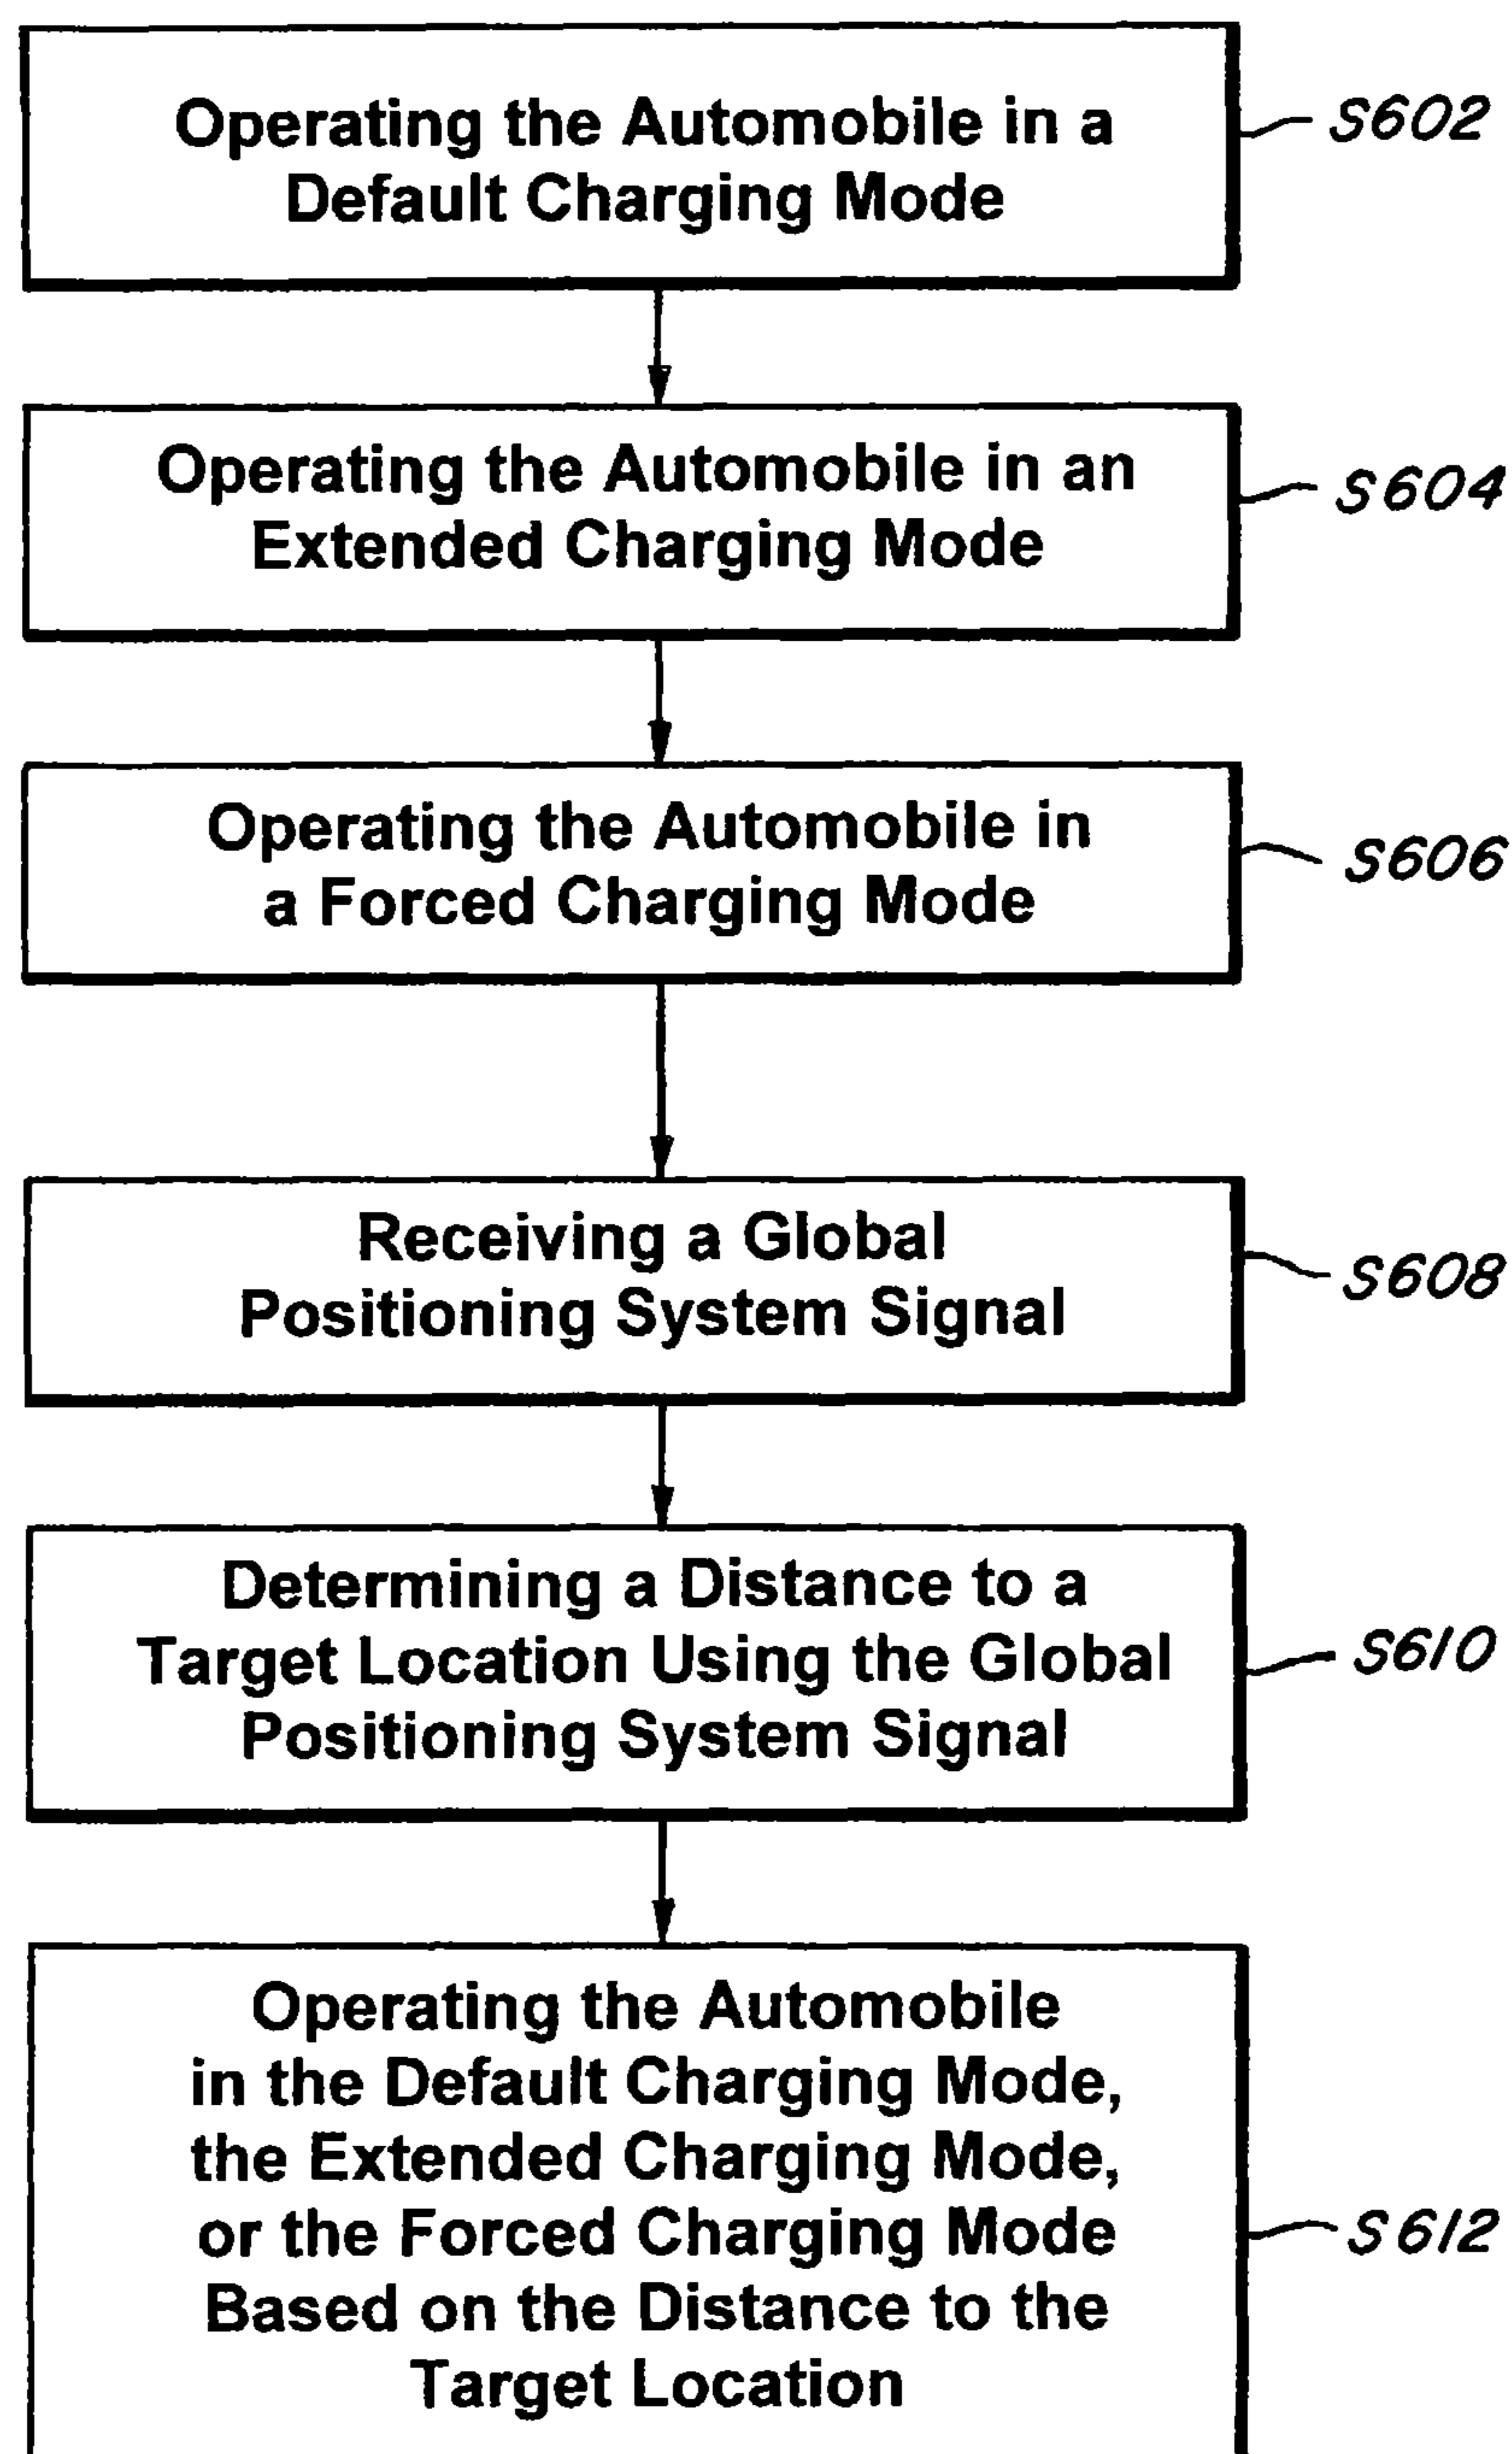 Operating the Automobile in a
Default Charging Mode
S602
Operating the Automobile in an
Extended Charging Mode
S604
Operating the Automobile in
a Forced Charging Mode
S606
Receiving a Global
Positioning System Signal
S608
Determining a Distance to a
Target Location Using the Global
Positioning System Signal
S610
Operating the Automobile
in the Default Charging Mode,
the Extended Charging Mode,
or the Forced Charging Mode
Based on the Distance to the
Target Location
S612